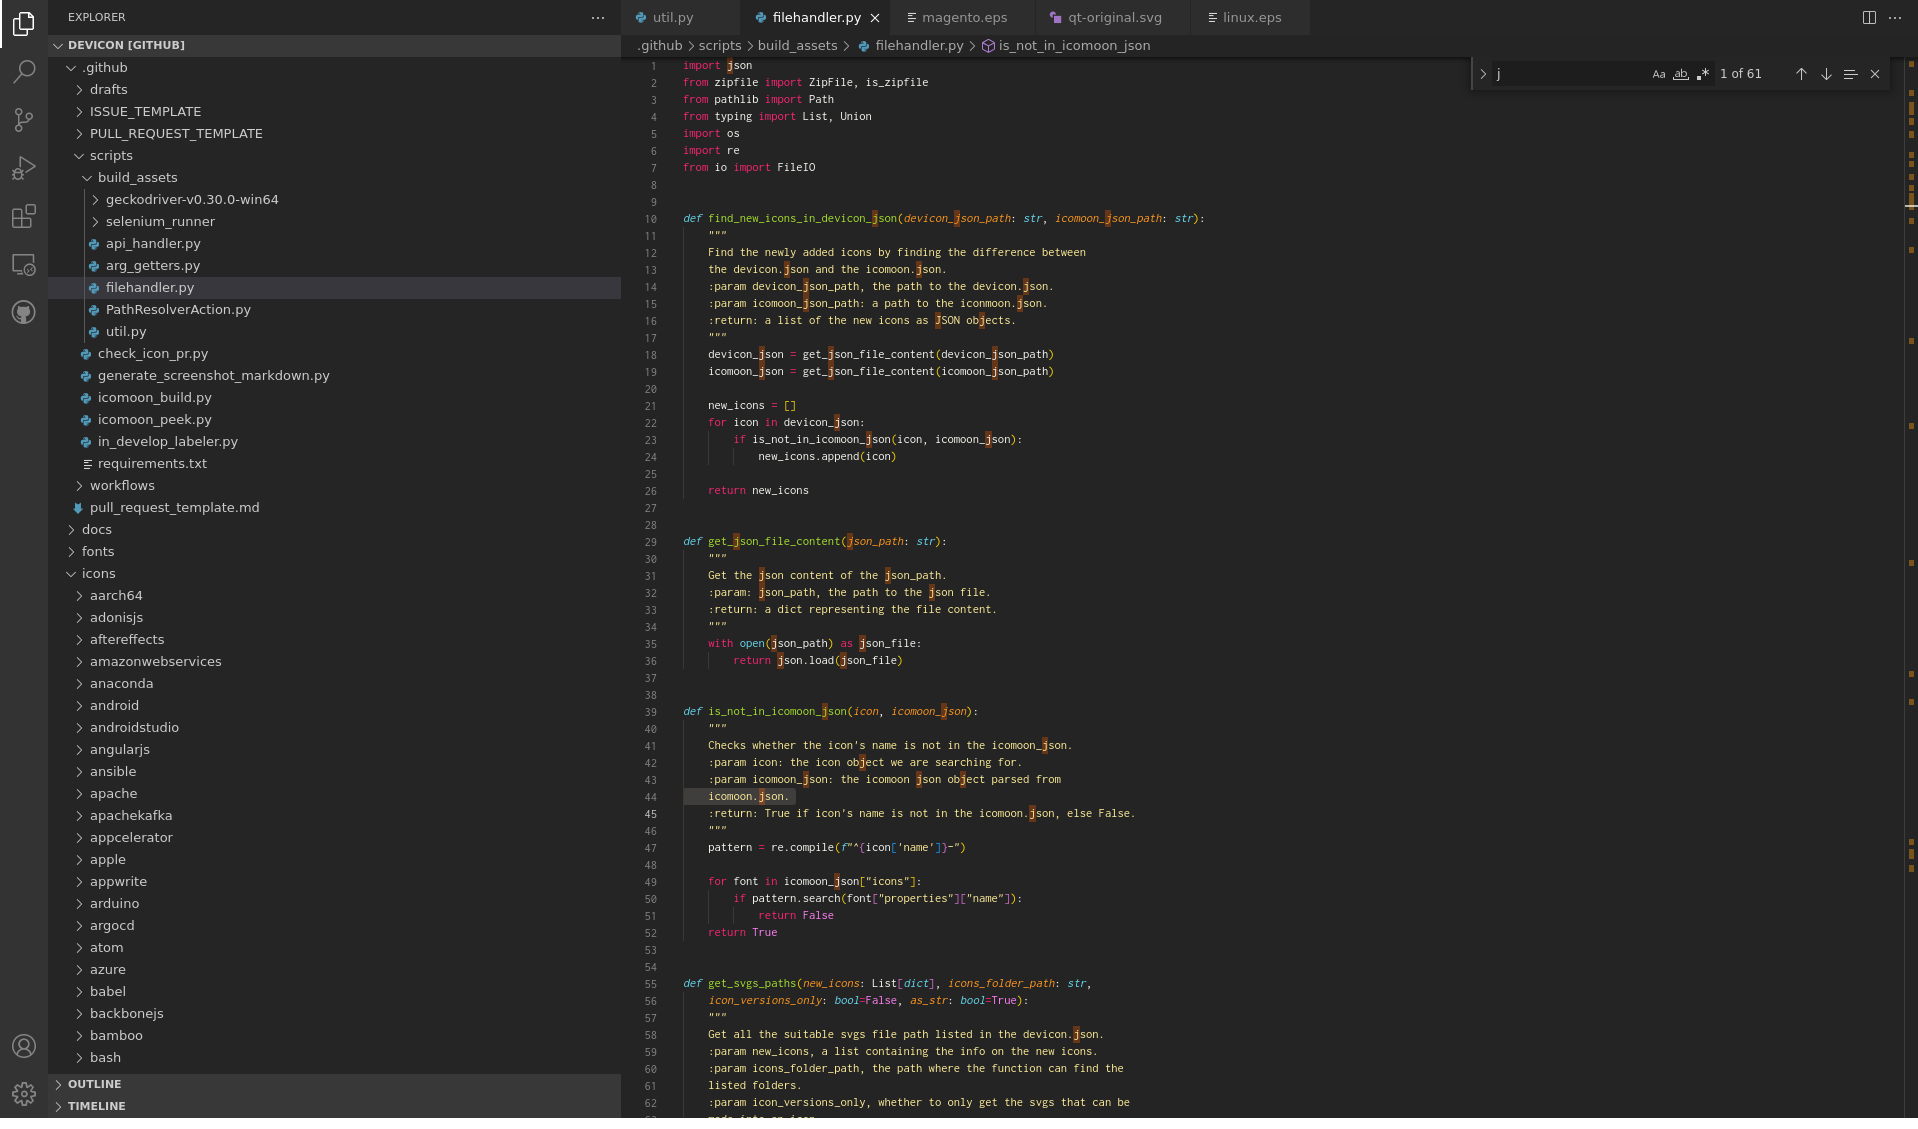 EXPLORER
DEVICON [GITHUB]
.github
drafts
ISSUE_TEMPLATE
PULL_REQUEST_TEMPLATE
scripts
build_assets
geckodriver-v0.30.0-win64
selenium_runner
api_handler.py
arg_getters.py
filehandler.py
PathResolverAction.py
util.py
check_icon_pr.py
generate_screenshot_markdown.py
icomoon_build.py
icomoon_peek.py
in_develop_labeler.py
requirements.txt
workflows
pull_request_template.md
docs
fonts
icons
aarch64
adonisjs
aftereffects
amazonwebservices
anaconda
android
androidstudio
angularjs
ansible
apache
apachekafka
appcelerator
apple
appwrite
arduino
argocd
atom
azure
babel
backbonejs
bamboo
bash
OUTLINE
TIMELINE
util.py filehandler.py magento.eps qt-original.svg linux.eps
.github > scripts > build_assets > filehandler.py > is_not_in_icomoon_json
j Aa ab .* 1 of 61
1 import json
2 from zipfile import ZipFile, is_zipfile
3 from pathlib import Path
4 from typing import List, Union
5 import os
6 import re
7 from io import FileIO
8
9
10 def find_new_icons_in_devicon_json(devicon_json_path: str, icomoon_json_path: str):
11 """
12 Find the newly added icons by finding the difference between
13 the devicon.json and the icomoon.json.
14 :param devicon_json_path, the path to the devicon.json.
15 :param icomoon_json_path: a path to the iconmoon.json.
16 :return: a list of the new icons as JSON objects.
17 """
18 devicon_json = get_json_file_content(devicon_json_path)
19 icomoon_json = get_json_file_content(icomoon_json_path)
20
21 new_icons = []
22 for icon in devicon_json:
23 if is_not_in_icomoon_json(icon, icomoon_json):
24 new_icons.append(icon)
25
26 return new_icons
27
28
29 def get_json_file_content(json_path: str):
30 """
31 Get the json content of the json_path.
32 :param: json_path, the path to the json file.
33 :return: a dict representing the file content.
34 """
35 with open(json_path) as json_file:
36 return json.load(json_file)
37
38
39 def is_not_in_icomoon_json(icon, icomoon_json):
40 """
41 Checks whether the icon's name is not in the icomoon_json.
42 :param icon: the icon object we are searching for.
43 :param icomoon_json: the icomoon json object parsed from
44 icomoon.json.
45 :return: True if icon's name is not in the icomoon.json, else False.
46 """
47 pattern = re.compile(f"^{icon['name']}-")
48
49 for font in icomoon_json["icons"]:
50 if pattern.search(font["properties"]["name"]):
51 return False
52 return True
53
54
55 def get_svgs_paths(new_icons: List[dict], icons_folder_path: str,
56 icon_versions_only: bool=False, as_str: bool=True):
57 """
58 Get all the suitable svgs file path listed in the devicon.json.
59 :param new_icons, a list containing the info on the new icons.
60 :param icons_folder_path, the path where the function can find the
61 listed folders.
62 :param icon_versions_only, whether to only get the svgs that can be